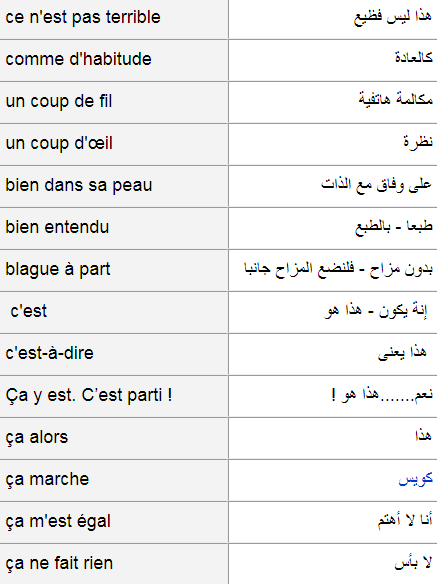 ce n'est pas terrible هذا ليس فظيع
comme d'habitude كالعادة
un coup de fil مكالمة هاتفية
un coup d'œil نظرة
bien dans sa peau على وفاق مع الذات
bien entendu طبعا - بالطبع
blague à part بدون مزاح - فلنضع المزاح جانبا
c'est إنة يكون - هذا هو
c'est-à-dire هذا يعنى
Ça y est. C’est parti ! نعم.......هذا هو !
ça alors هذا
ça marche كويس
ça m'est égal أنا لا أهتم
ça ne fait rien لا بأس